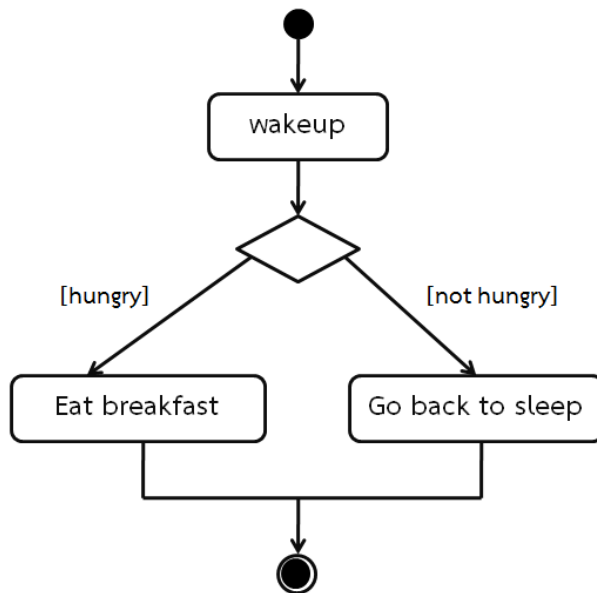 wakeup
[hungry]
[not hungry]
Eat breakfast
Go back to sleep